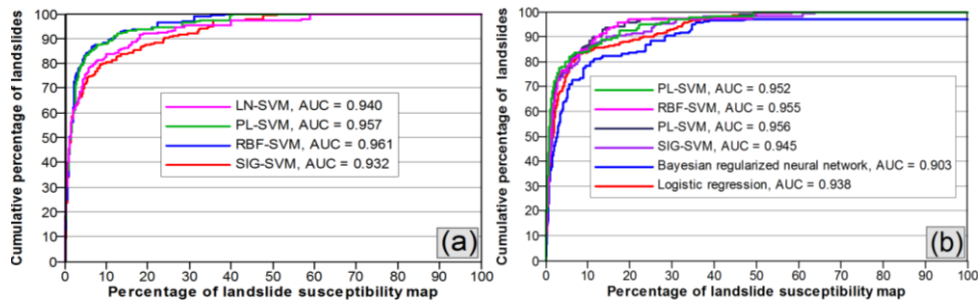 Cumulative percentage of landslides
100
90
80
70
60
50
40
30
20
10
0
LN-SVM, AUC = 0.940
PL-SVM, AUC = 0.957
RBF-SVM, AUC = 0.961
SIG-SVM, AUC = 0.932
(a)
0 10 20 30 40 50 60 70 80 90 100
Percentage of landslide susceptibility map
Cumulative percentage of landslides
100
90
80
70
60
50
40
30
20
10
0
PL-SVM, AUC = 0.952
RBF-SVM, AUC = 0.955
PL-SVM, AUC = 0.956
SIG-SVM, AUC = 0.945
Bayesian regularized neural network, AUC = 0.903
Logistic regression, AUC = 0.938
(b)
0 10 20 30 40 50 60 70 80 90 100
Percentage of landslide susceptibility map